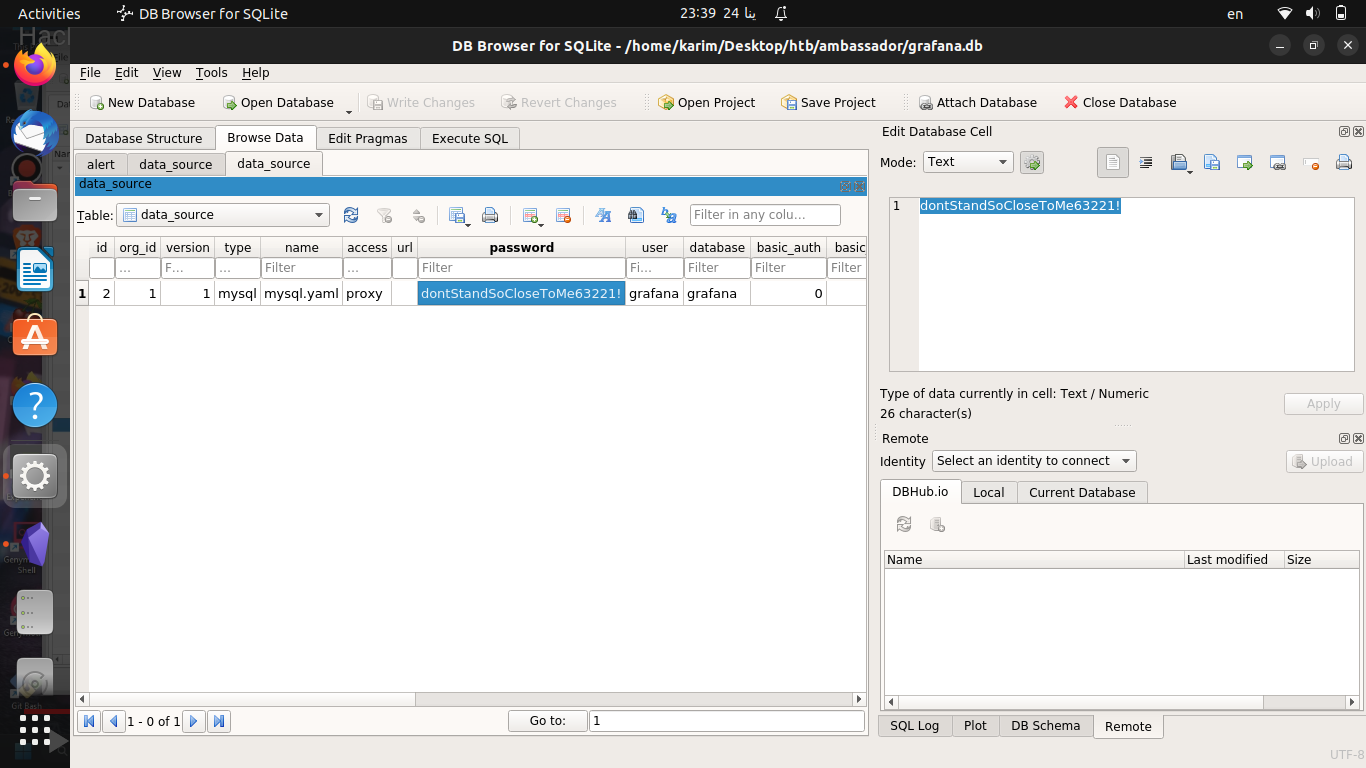 Activities DB Browser for SQLite 23:39 24 ينا en
DB Browser for SQLite - /home/karim/Desktop/htb/ambassador/grafana.db
File Edit View Tools Help
New Database Open Database Write Changes Revert Changes Open Project Save Project Attach Database Close Database
Database Structure Browse Data Edit Pragmas Execute SQL
alert data_source data_source
data_source
Table: data_source Filter in any colu...
id org_id version type name access url password user database basic_auth basic
... F... ... Filter ... Filter Fi... Filter Filter Filter
1 2 1 1 mysql mysql.yaml proxy dontStandSoCloseToMe63221! grafana grafana 0
1 - 0 of 1 Go to: 1
Edit Database Cell
Mode: Text
1 dontStandSoCloseToMe63221!
Type of data currently in cell: Text / Numeric
26 character(s)
Apply
Remote
Identity Select an identity to connect Upload
DBHub.io Local Current Database
Name Last modified Size
SQL Log Plot DB Schema Remote
UTF-8